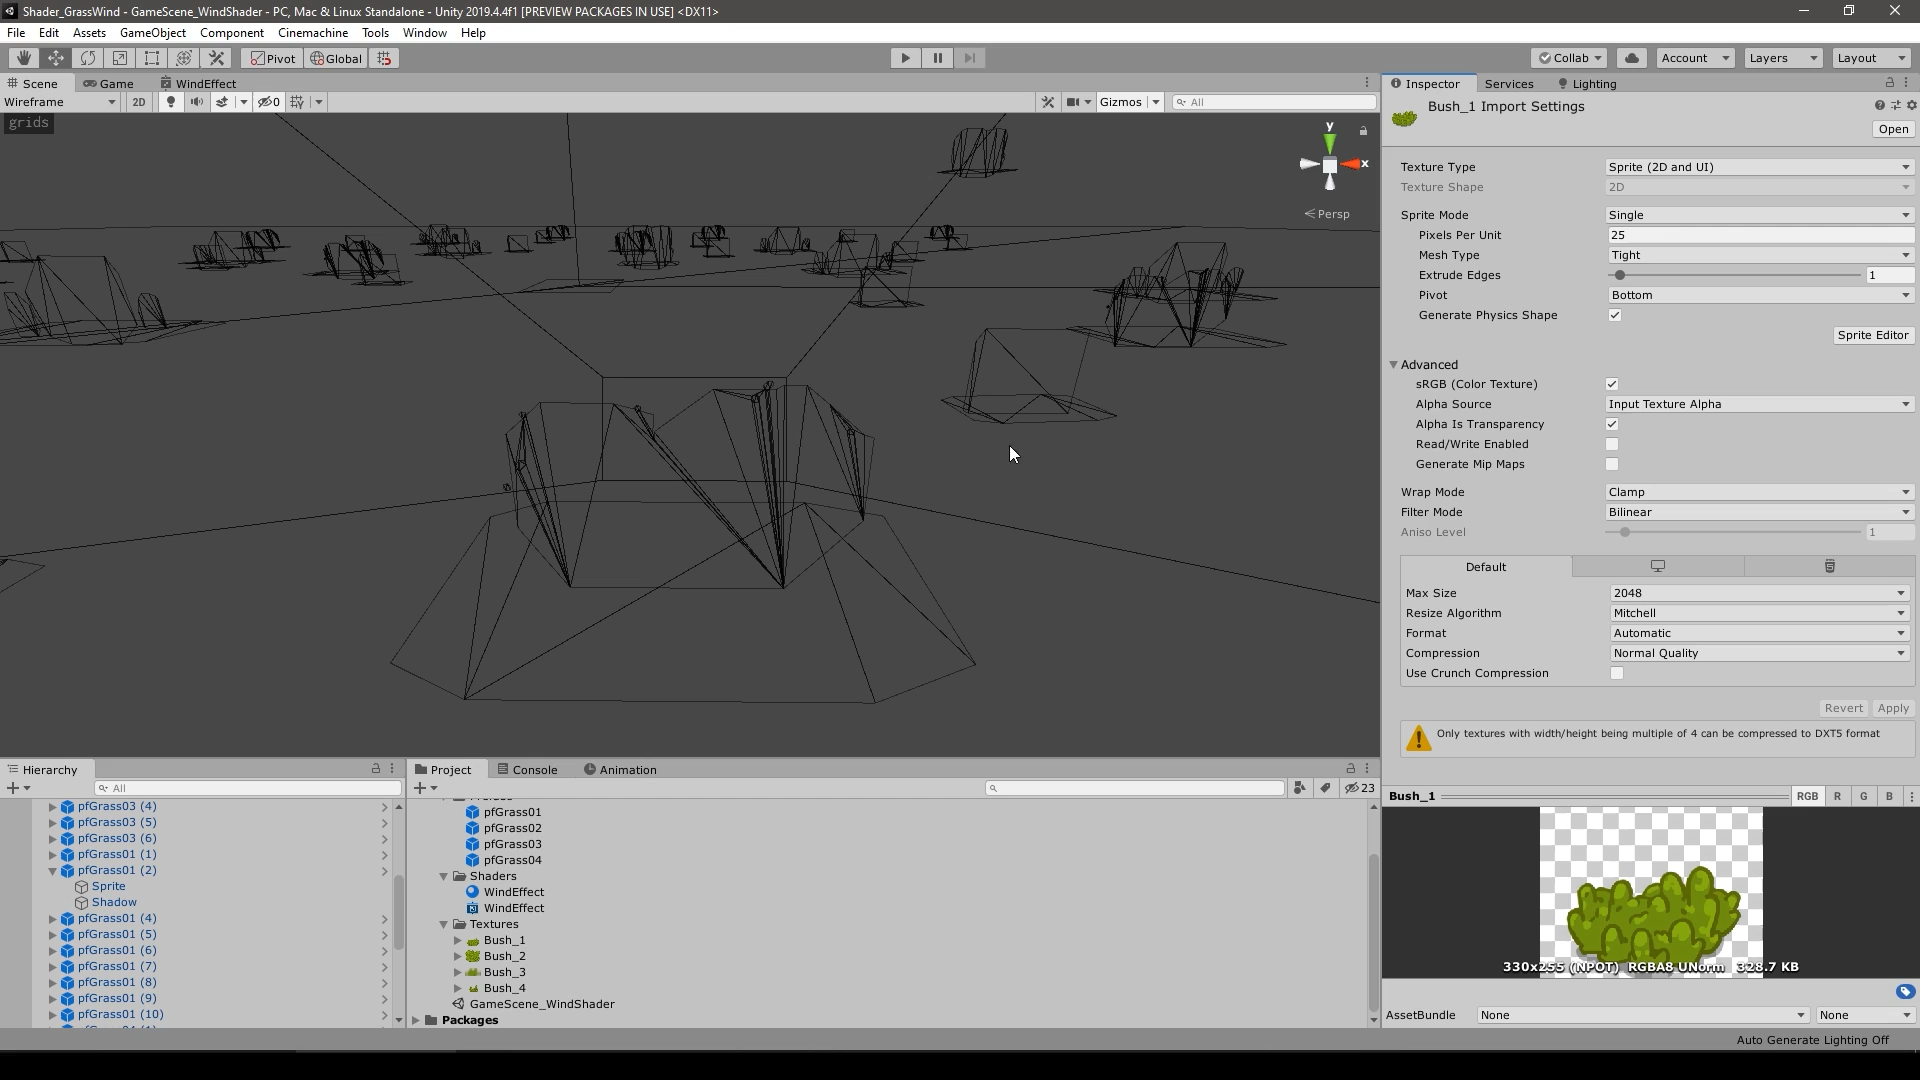 Shader_GrassWind - GameScene_WindShader - PC, Mac & Linux Standalone - Unity 2019.4.4f1 [PREVIEW PACKAGES IN USE] <DX11>
File Edit Assets GameObject Component Cinemachine Tools Window Help
Pivot Global Collab Account Layers Layout
Scene Game WindEffect
Wireframe 2D 0 Gizmos All
grids
y
x
Persp
Inspector Services Lighting
Bush_1 Import Settings
Open
Texture Type Sprite (2D and UI)
Texture Shape 2D
Sprite Mode Single
Pixels Per Unit 25
Mesh Type Tight
Extrude Edges 1
Pivot Bottom
Generate Physics Shape
Sprite Editor
Advanced
sRGB (Color Texture)
Alpha Source Input Texture Alpha
Alpha Is Transparency
Read/Write Enabled
Generate Mip Maps
Wrap Mode Clamp
Filter Mode Bilinear
Aniso Level 1
Default
Max Size 2048
Resize Algorithm Mitchell
Format Automatic
Compression Normal Quality
Use Crunch Compression
Revert Apply
Only textures with width/height being multiple of 4 can be compressed to DXT5 format
Bush_1 RGB R G B
330x255 (NPOT) RGBA8 UNorm 328.7 KB
AssetBundle None None
Auto Generate Lighting Off
Hierarchy
All
pfGrass03 (4)
pfGrass03 (5)
pfGrass03 (6)
pfGrass01 (1)
pfGrass01 (2)
Sprite
Shadow
pfGrass01 (4)
pfGrass01 (5)
pfGrass01 (6)
pfGrass01 (7)
pfGrass01 (8)
pfGrass01 (9)
pfGrass01 (10)
Project Console Animation
23
pfGrass01
pfGrass02
pfGrass03
pfGrass04
Shaders
WindEffect
WindEffect
Textures
Bush_1
Bush_2
Bush_3
Bush_4
GameScene_WindShader
Packages